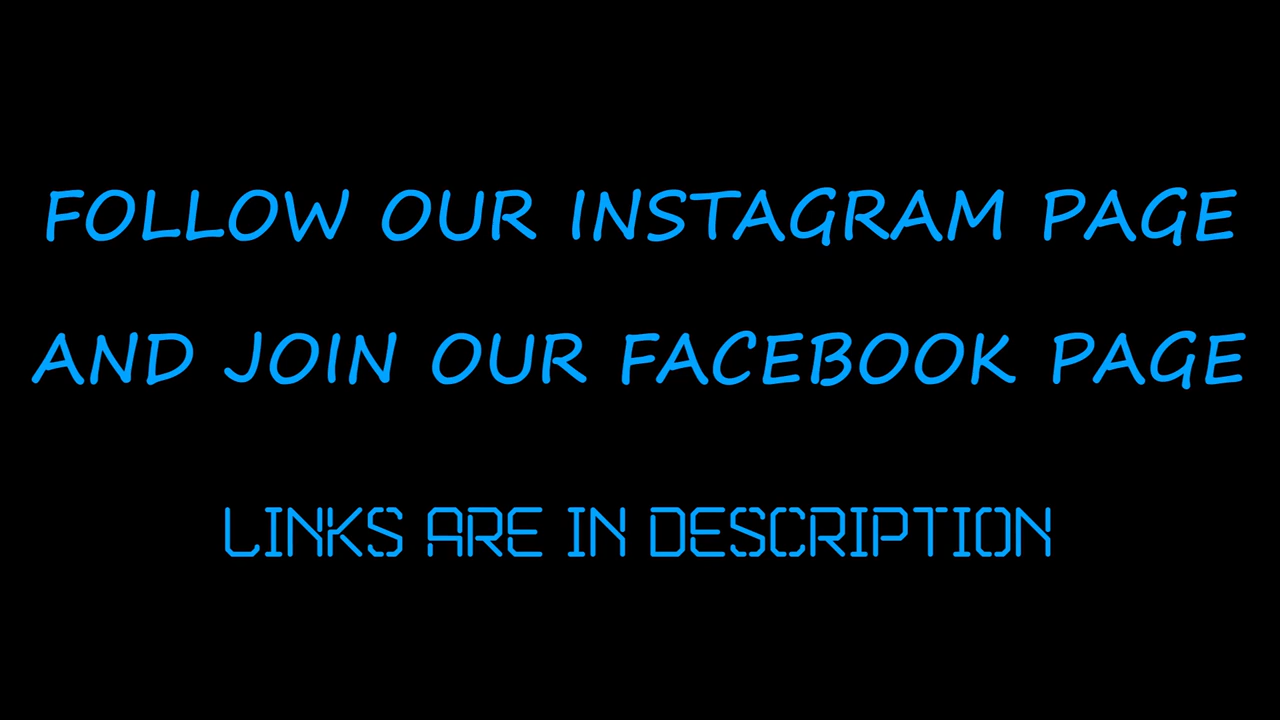 FOLLOW OUR INSTAGRAM PAGE
AND JOIN OUR FACEBOOK PAGE
LINKS ARE IN DESCRIPTION